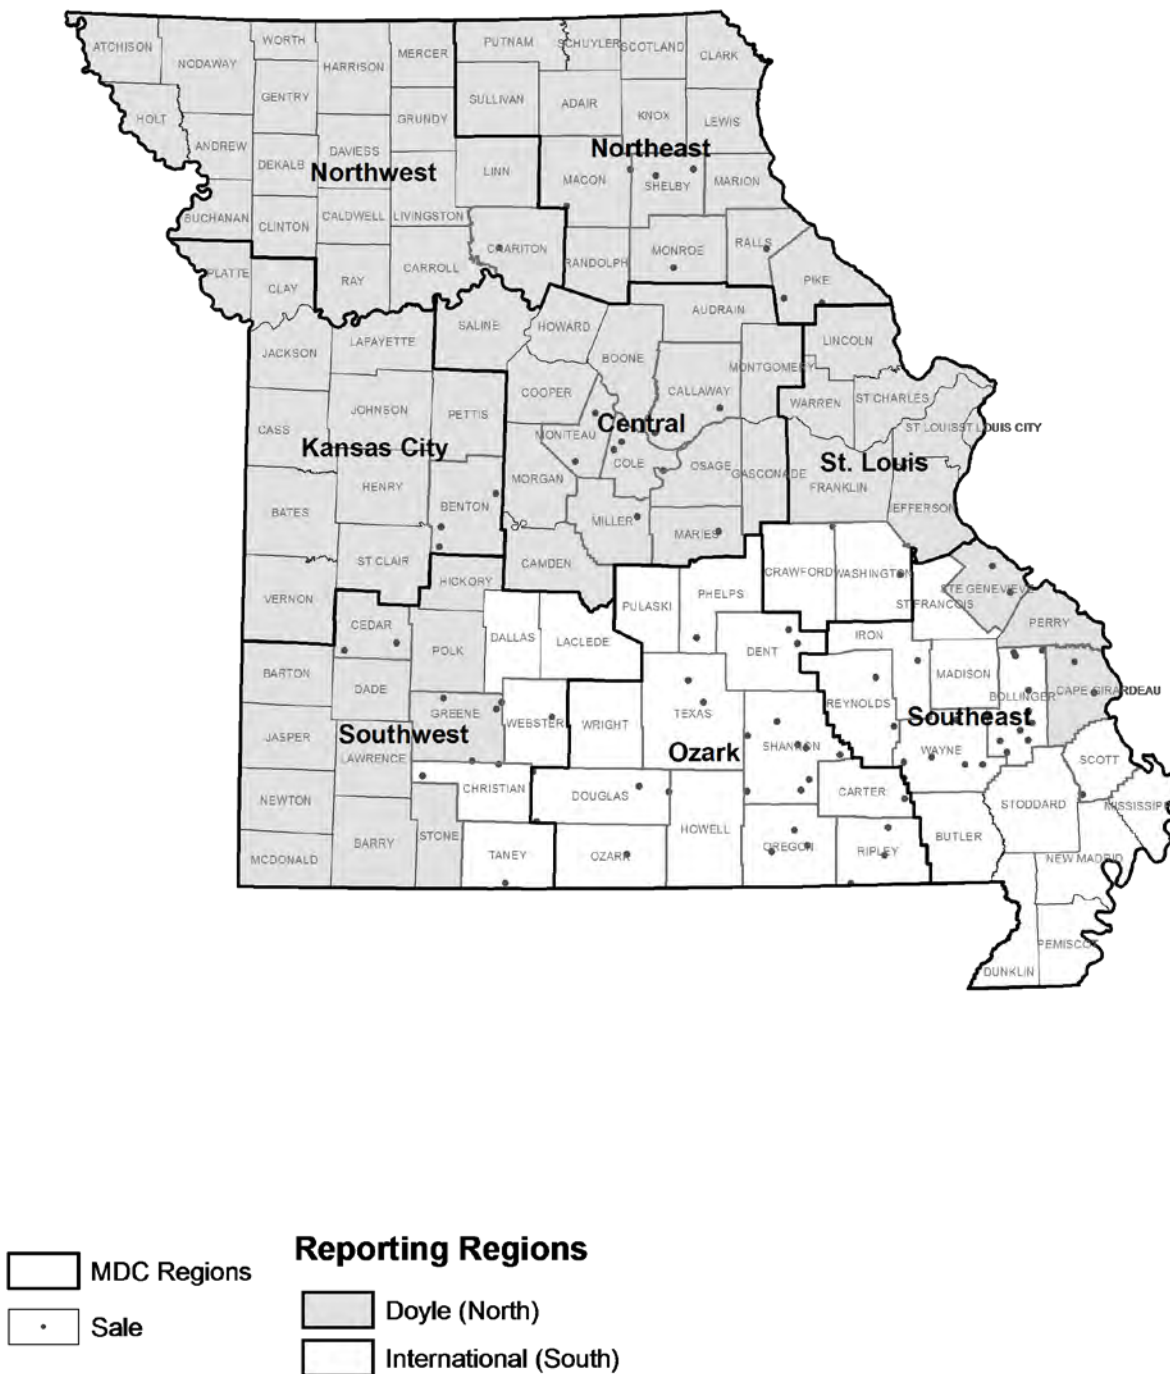 ATCHISON
WORTH
NODAWAY
HARRISON
MERCER
PUTNAM
SCHUYLER
SCOTLAND
CLARK
GENTRY
SULLIVAN
ADAIR
KNOX
LEWIS
HOLT
GRUNDY
ANDREW
DEKALB
DAVIESS
Northwest
LINN
Northeast
MACON
SHELBY
MARION
BUCHANAN
CLINTON
CALDWELL
LIVINGSTON
CHARITON
RANDOLPH
MONROE
RALLS
PLATTE
CLAY
RAY
CARROLL
PIKE
SALINE
HOWARD
AUDRAIN
JACKSON
LAFAYETTE
BOONE
LINCOLN
MONTGOMERY
COOPER
CALLAWAY
WARREN
ST CHARLES
JOHNSON
PETTIS
CASS
Kansas City
MONITEAU
Central
ST LOUIS
ST LOUIS CITY
St. Louis
COLE
OSAGE
GASCONADE
HENRY
BENTON
MORGAN
FRANKLIN
JEFFERSON
BATES
MILLER
MARIES
ST CLAIR
CAMDEN
HICKORY
VERNON
CRAWFORD
WASHINGTON
STE GENEVIEVE
PULASKI
PHELPS
ST FRANCOIS
PERRY
CEDAR
DALLAS
LACLEDE
DENT
IRON
POLK
BARTON
MADISON
DADE
BOLLINGER
CAPE GIRARDEAU
REYNOLDS
GREENE
WEBSTER
WRIGHT
TEXAS
Southeast
JASPER
Southwest
Ozark
SHANNON
WAYNE
LAWRENCE
SCOTT
CHRISTIAN
DOUGLAS
CARTER
NEWTON
STODDARD
MISSISSIPPI
HOWELL
STONE
BARRY
OREGON
BUTLER
MCDONALD
TANEY
OZARK
RIPLEY
NEW MADRID
PEMISCOT
DUNKLIN
Reporting Regions
MDC Regions
Sale
Doyle (North)
International (South)